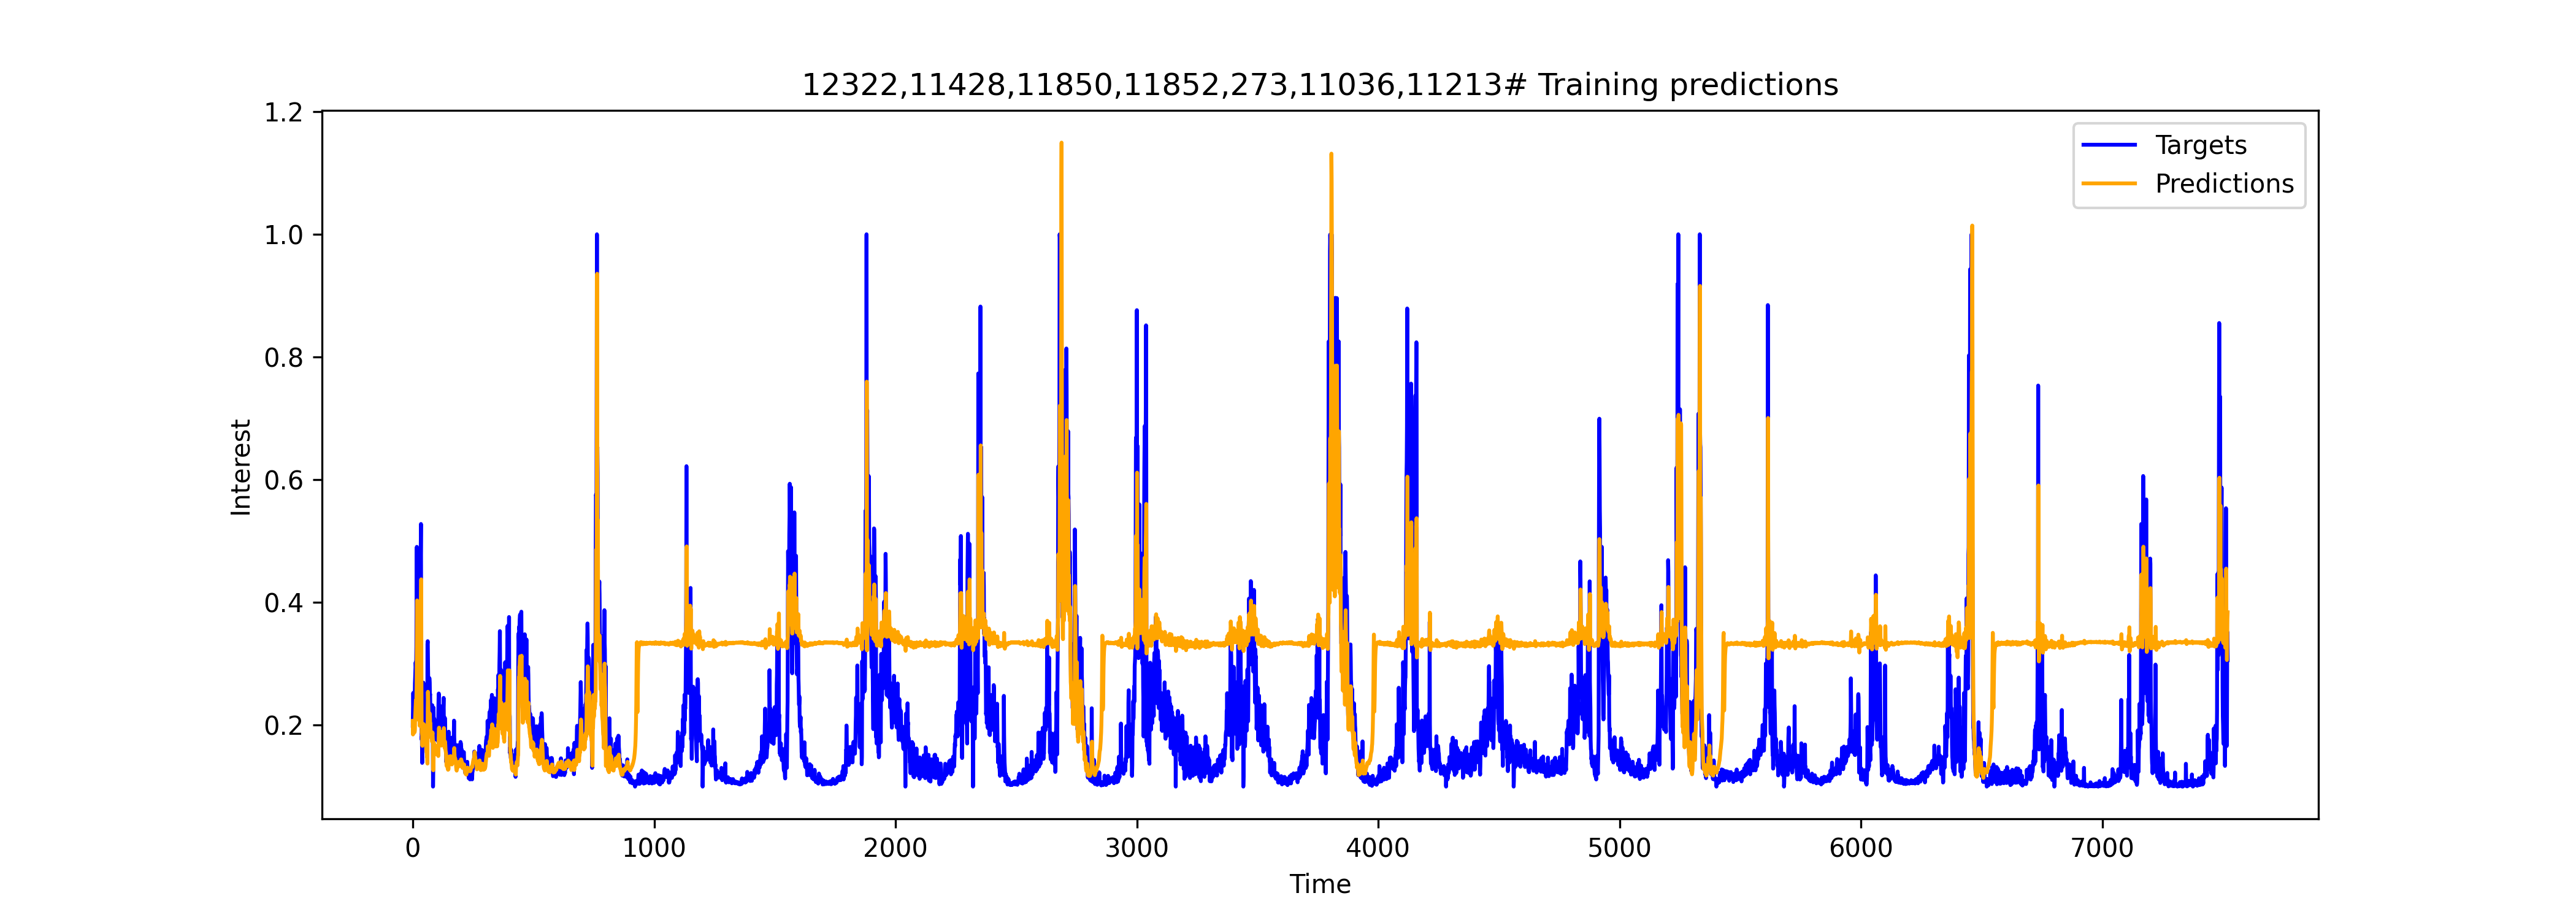 12322,11428,11850,11852,273,11036,11213# Training predictions
1.2
1.0
0.8
0.6
0.4
0.2
Interest
Targets
Predictions
0 1000 2000 3000 4000 5000 6000 7000
Time